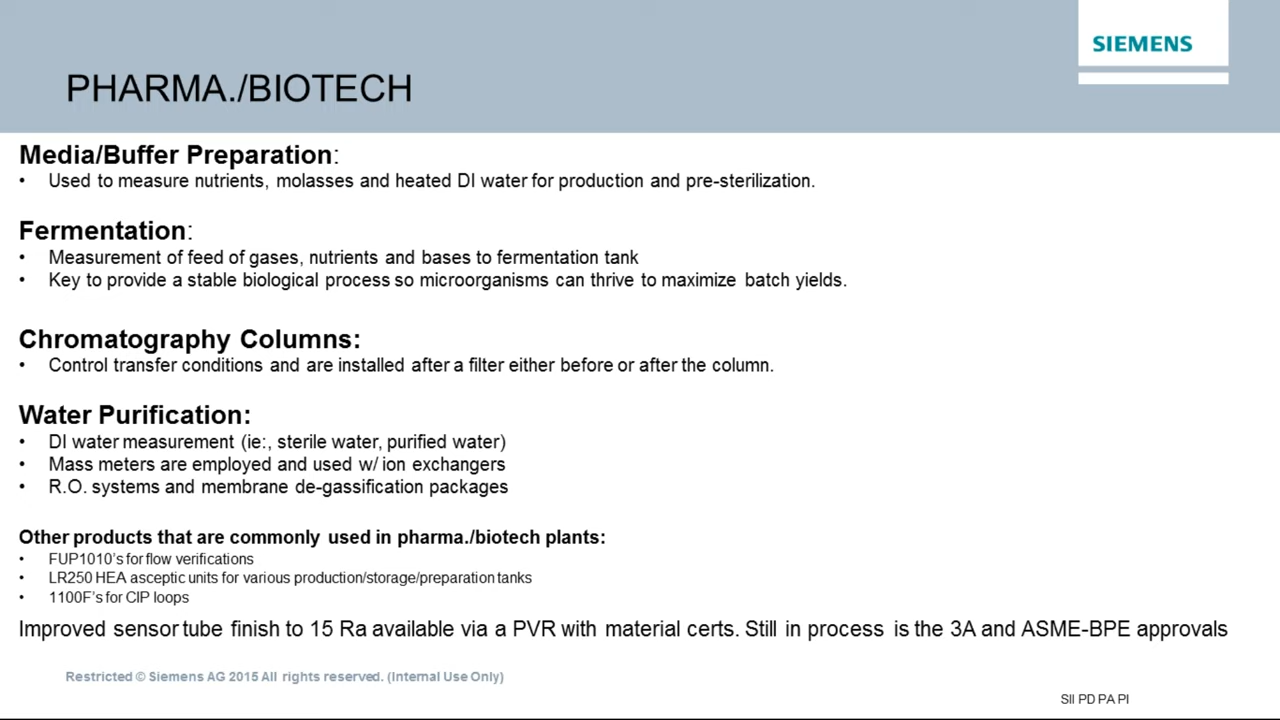 SIEMENS
PHARMA./BIOTECH
Media/Buffer Preparation:
• Used to measure nutrients, molasses and heated DI water for production and pre-sterilization.
Fermentation:
• Measurement of feed of gases, nutrients and bases to fermentation tank
• Key to provide a stable biological process so microorganisms can thrive to maximize batch yields.
Chromatography Columns:
• Control transfer conditions and are installed after a filter either before or after the column.
Water Purification:
• DI water measurement (ie:, sterile water, purified water)
• Mass meters are employed and used w/ ion exchangers
• R.O. systems and membrane de-gassification packages
Other products that are commonly used in pharma./biotech plants:
• FUP1010's for flow verifications
• LR250 HEA asceptic units for various production/storage/preparation tanks
• 1100F's for CIP loops
Improved sensor tube finish to 15 Ra available via a PVR with material certs. Still in process is the 3A and ASME-BPE approvals
Restricted © Siemens AG 2015 All rights reserved. (Internal Use Only)
SII PD PA PI